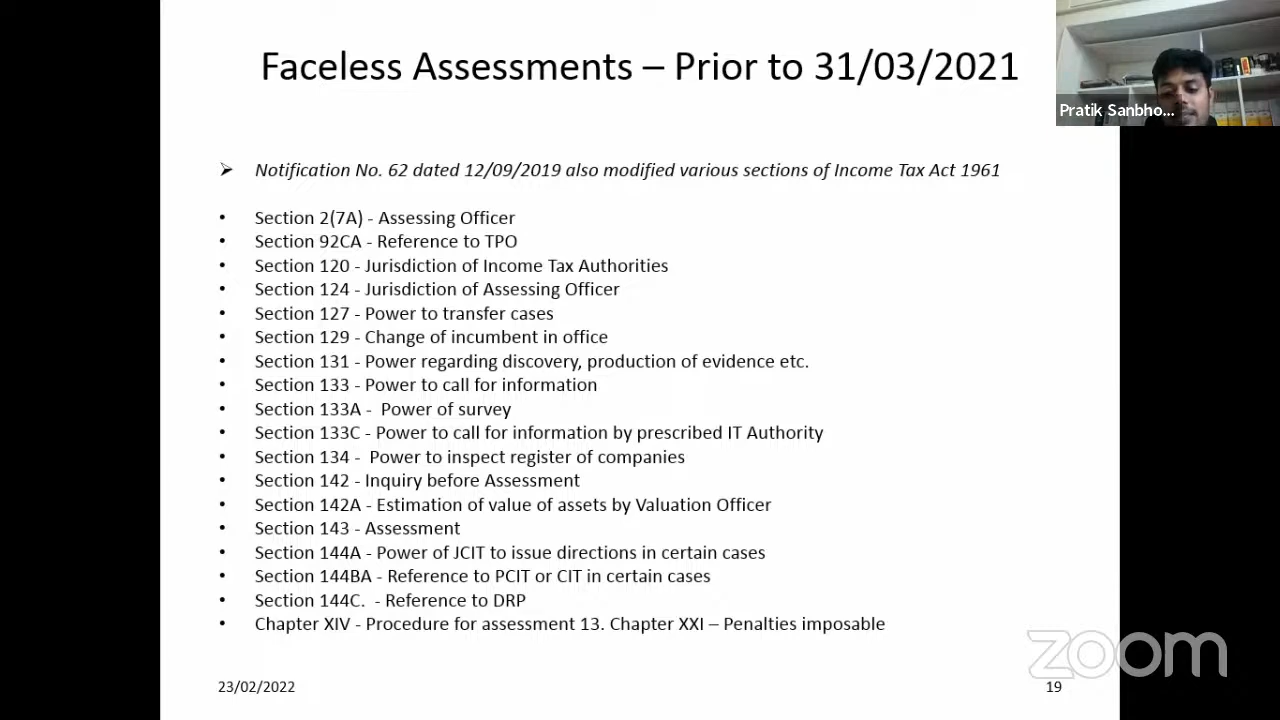 Faceless Assessments – Prior to 31/03/2021
Pratik Sanbho...
➢ Notification No. 62 dated 12/09/2019 also modified various sections of Income Tax Act 1961
• Section 2(7A) - Assessing Officer
• Section 92CA - Reference to TPO
• Section 120 - Jurisdiction of Income Tax Authorities
• Section 124 - Jurisdiction of Assessing Officer
• Section 127 - Power to transfer cases
• Section 129 - Change of incumbent in office
• Section 131 - Power regarding discovery, production of evidence etc.
• Section 133 - Power to call for information
• Section 133A - Power of survey
• Section 133C - Power to call for information by prescribed IT Authority
• Section 134 - Power to inspect register of companies
• Section 142 - Inquiry before Assessment
• Section 142A - Estimation of value of assets by Valuation Officer
• Section 143 - Assessment
• Section 144A - Power of JCIT to issue directions in certain cases
• Section 144BA - Reference to PCIT or CIT in certain cases
• Section 144C. - Reference to DRP
• Chapter XIV - Procedure for assessment 13. Chapter XXI – Penalties imposable
zoom
23/02/2022
19